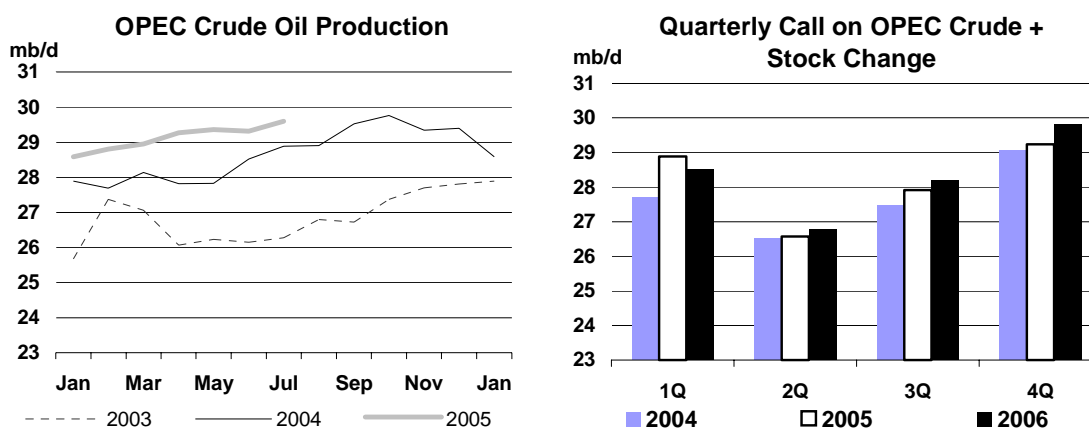 OPEC Crude Oil Production
mb/d
31
30
29
28
27
26
25
24
23
Jan Mar May Jul Sep Nov Jan
2003 2004 2005
Quarterly Call on OPEC Crude +
Stock Change
mb/d
31
30
29
28
27
26
25
24
23
1Q 2Q 3Q 4Q
2004 2005 2006